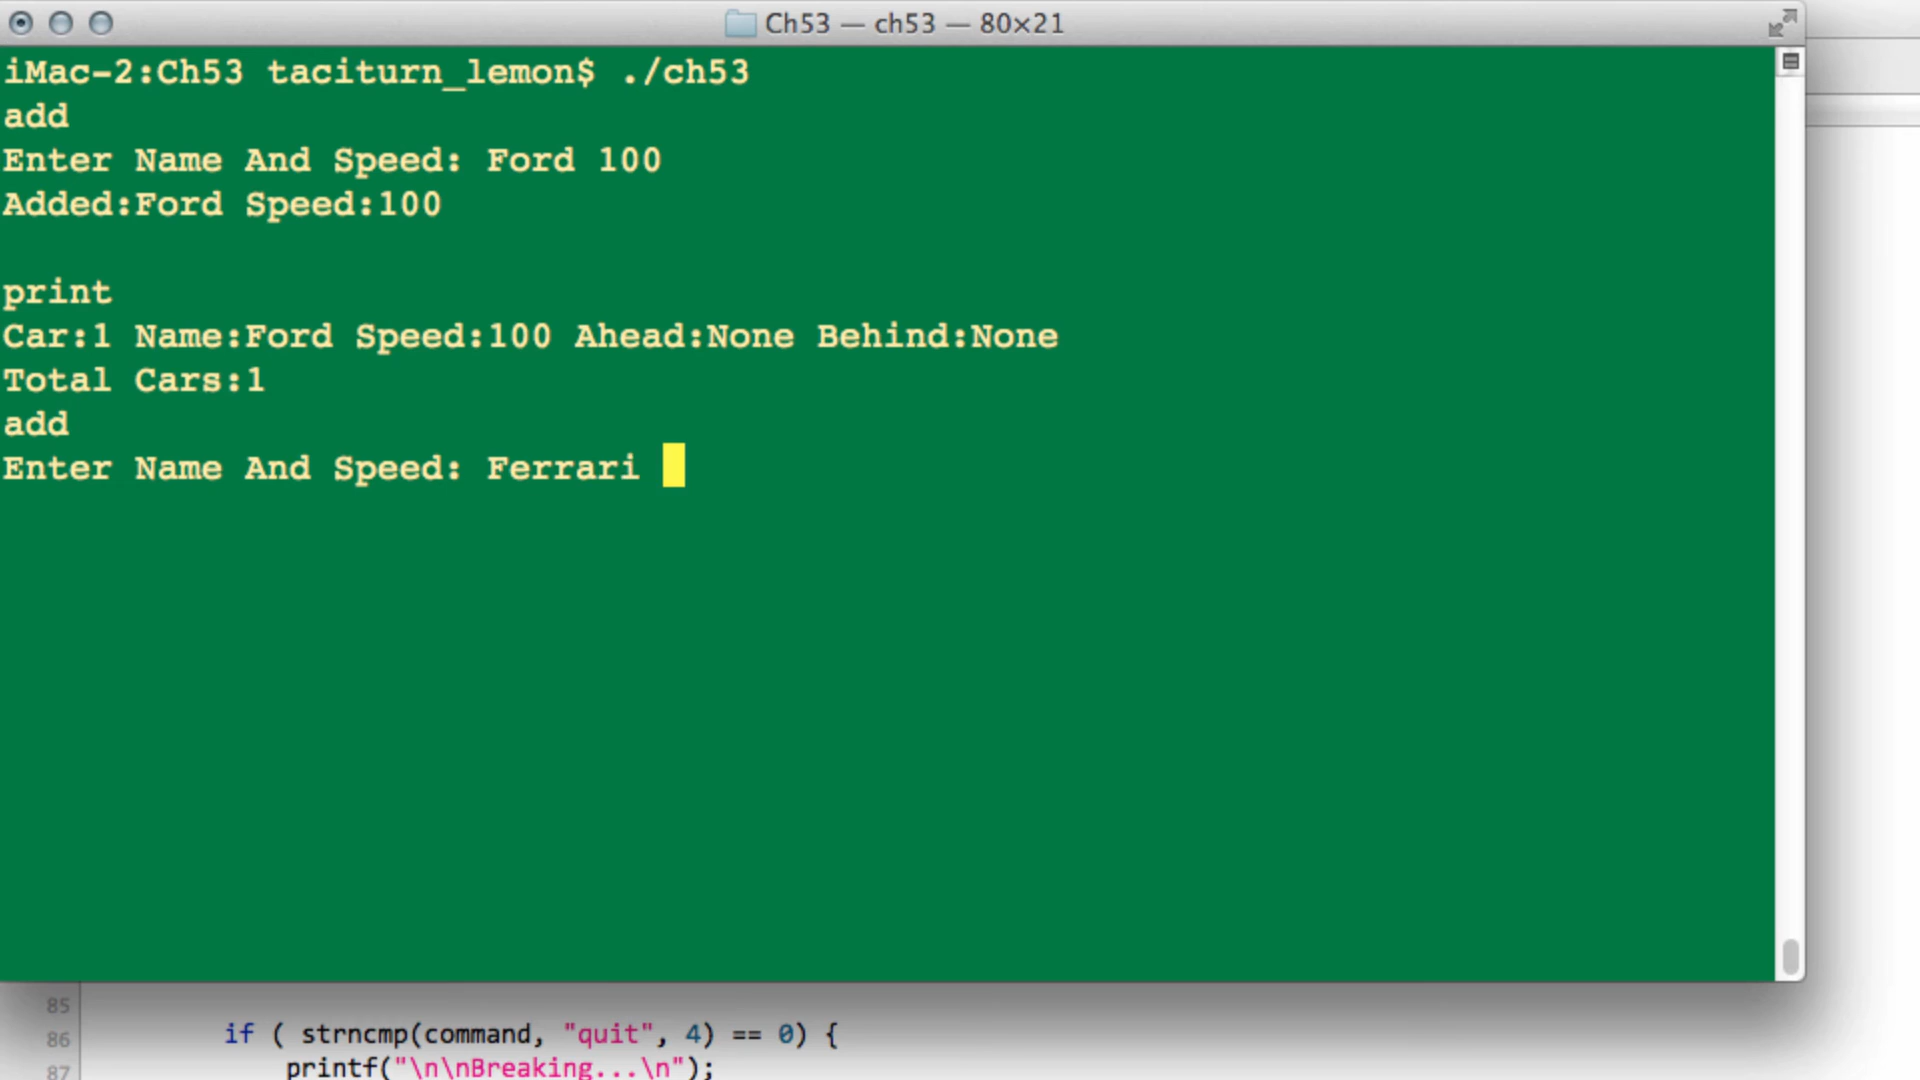 Ch53 — ch53 — 80×21
iMac-2:Ch53 taciturn_lemon$ ./ch53
add
Enter Name And Speed: Ford 100
Added:Ford Speed:100
print
Car:1 Name:Ford Speed:100 Ahead:None Behind:None
Total Cars:1
add
Enter Name And Speed: Ferrari
85
86 if ( strncmp(command, "quit", 4) == 0) {
87 printf("\n\nBreaking...\n");